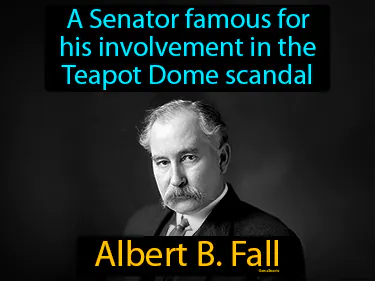 A Senator famous for
his involvement in the
Teapot Dome scandal
Albert B. Fall